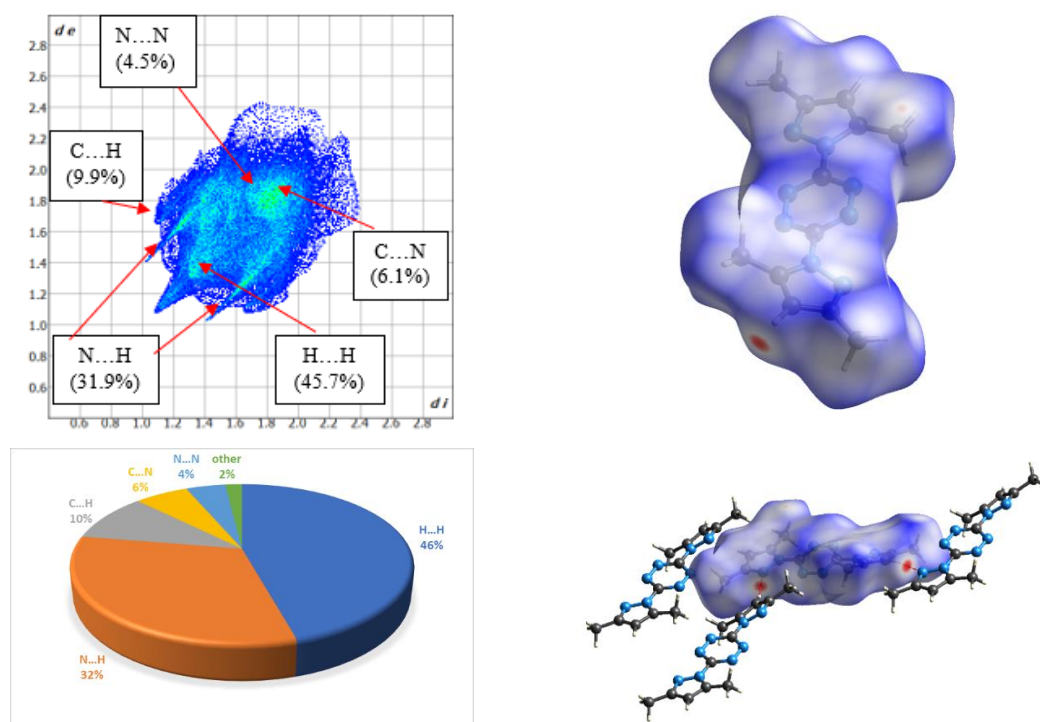 2.8
d e
2.6
2.4
2.2
2.0
1.8
1.6
1.4
1.2
1.0
0.8
0.6
N…N
(4.5%)
C…H
(9.9%)
C…N
(6.1%)
N…H
(31.9%)
H…H
(45.7%)
d i
0.6 0.8 1.0 1.2 1.4 1.6 1.8 2.0 2.2 2.4 2.6 2.8
N…N
4%
other
2%
C…N
6%
C…H
10%
H…H
46%
N…H
32%